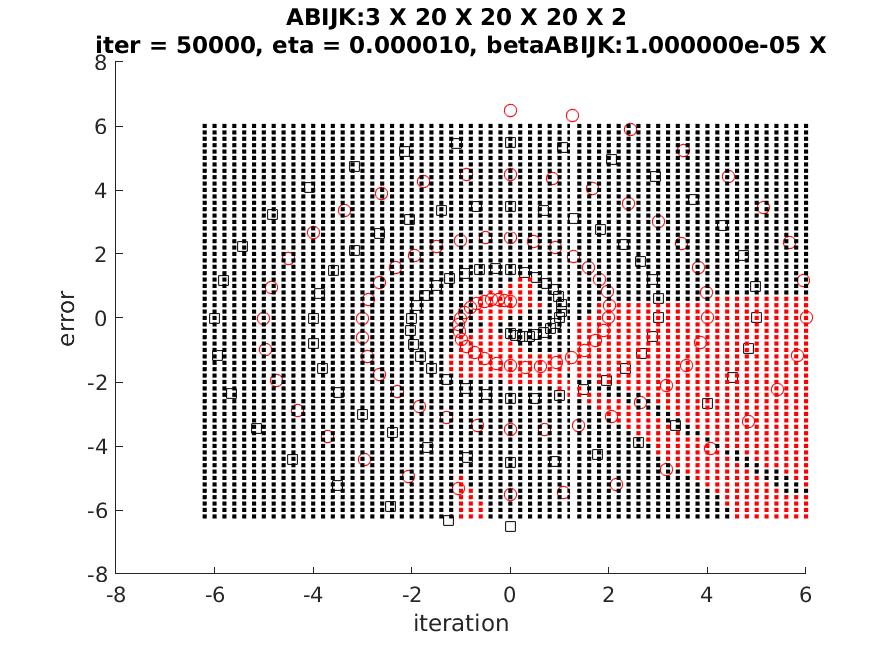 ABIJK:3 X 20 X 20 X 20 X 2
iter = 50000, eta = 0.000010, betaABIJK:1.000000e-05 X
8
6
4
2
0
-2
-4
-6
-8
error
-8 -6 -4 -2 0 2 4 6
iteration